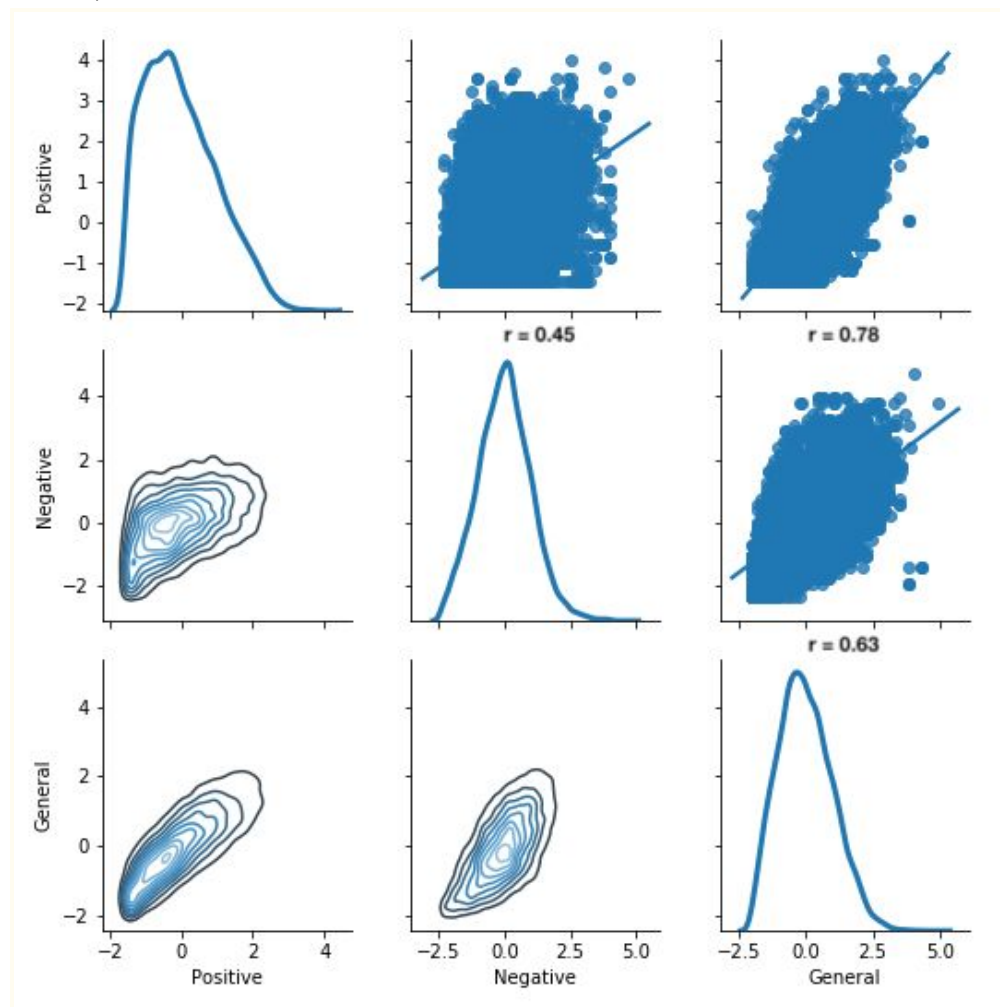 4
3
2
1
0
−1
−2
Positive
r = 0.45
r = 0.78
4
2
0
−2
Negative
r = 0.63
4
2
0
−2
General
−2 0 2 4
−2.5 0.0 2.5 5.0
−2.5 0.0 2.5 5.0
Positive
Negative
General